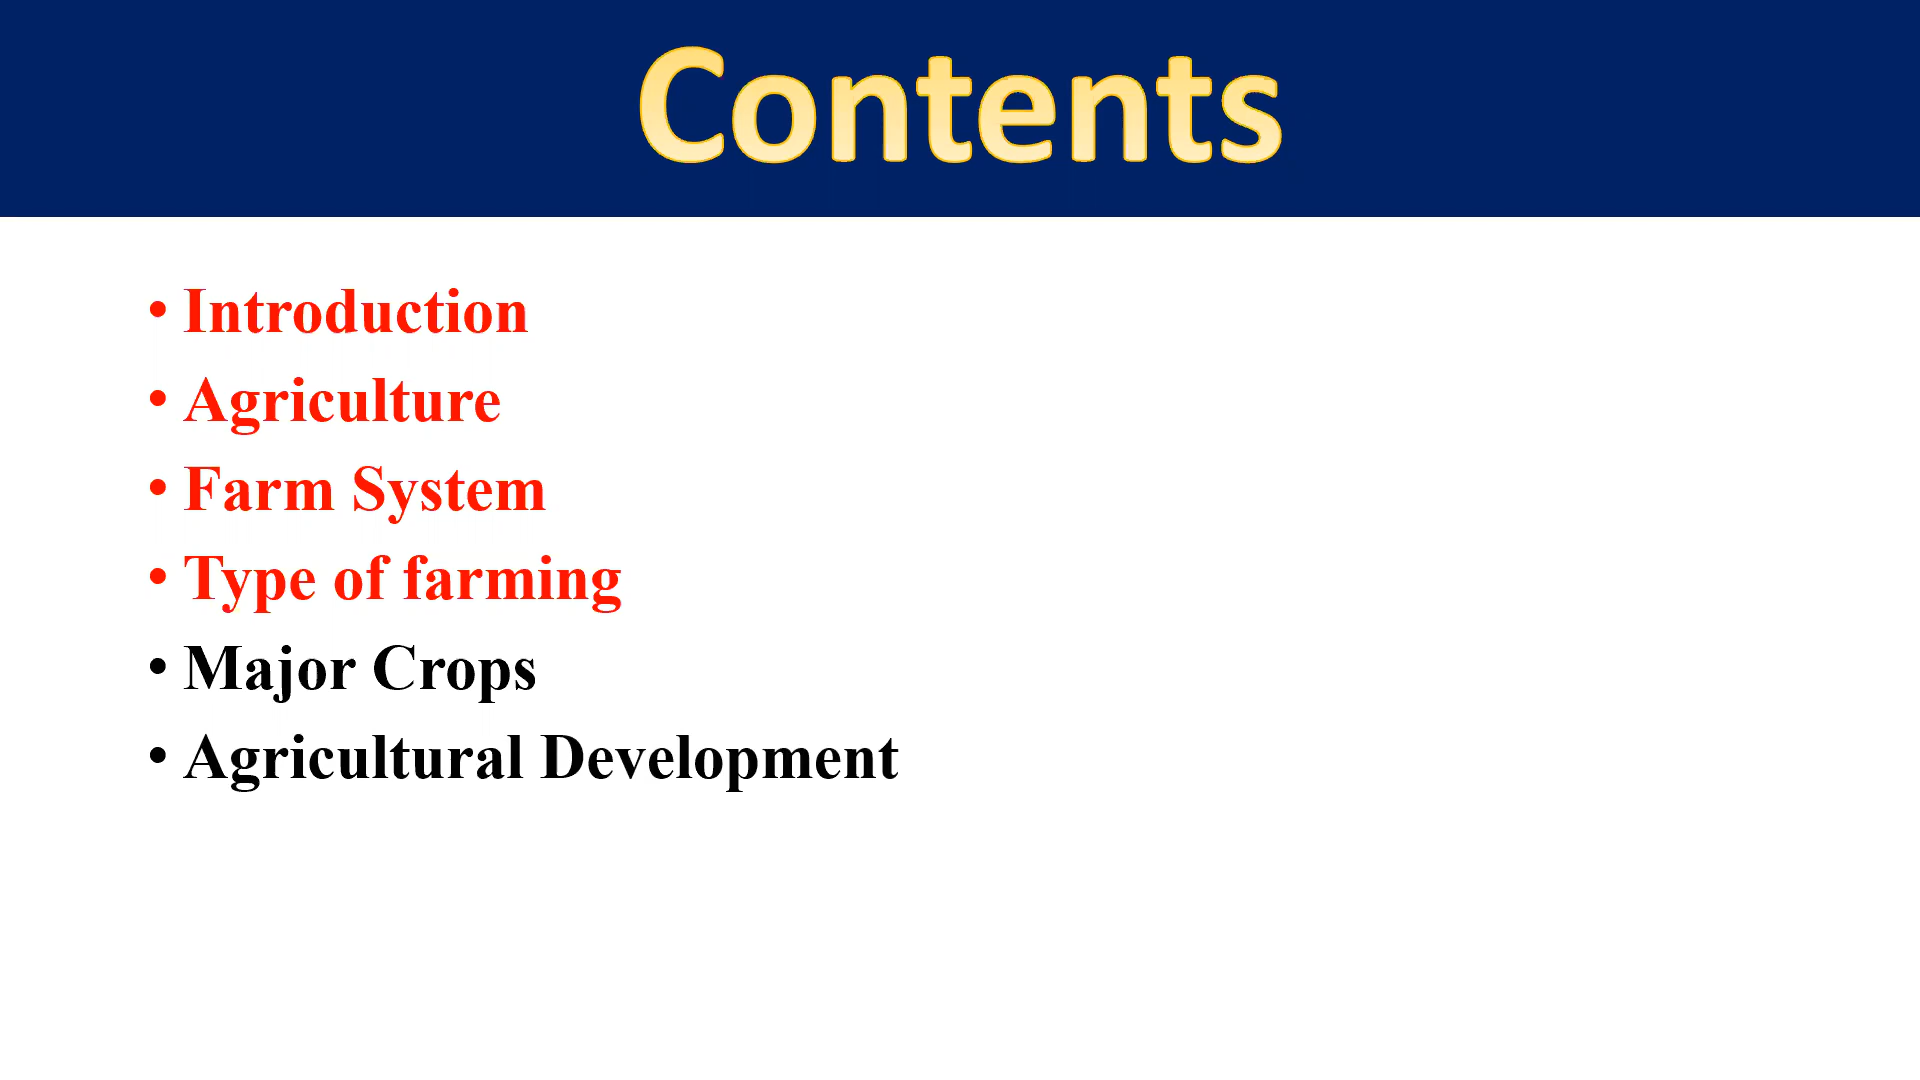 Contents
• Introduction
• Agriculture
• Farm System
• Type of farming
• Major Crops
• Agricultural Development